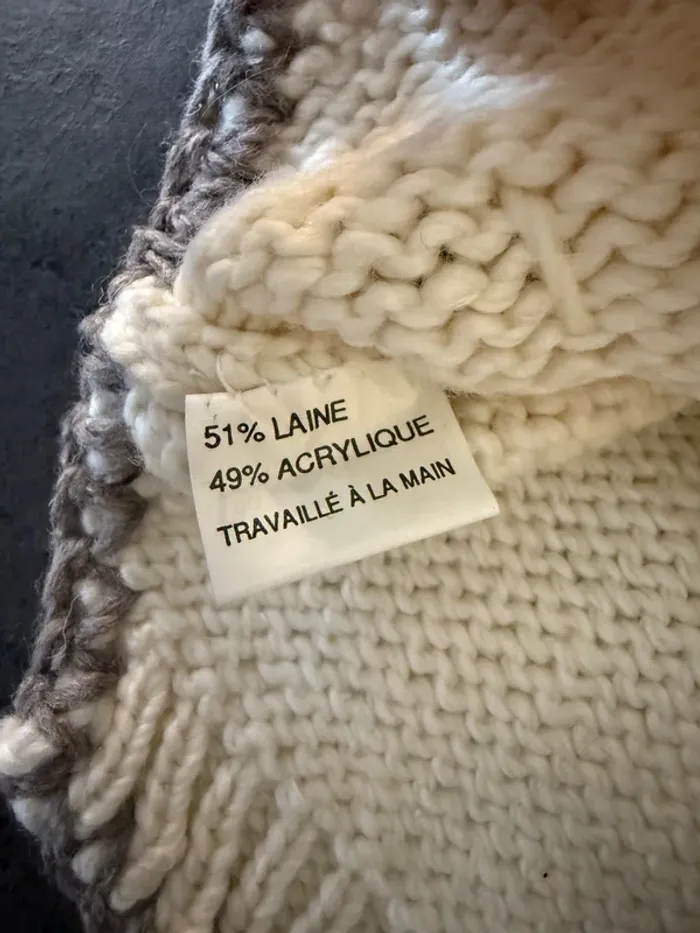 51% LAINE
49% ACRYLIQUE
TRAVAILLÉ À LA MAIN